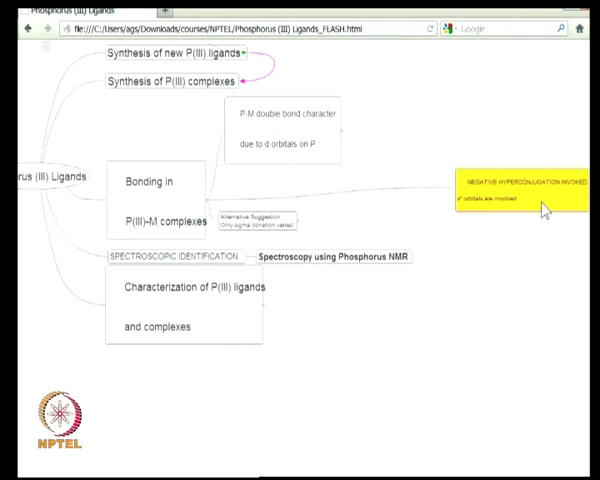 Phosphorus (III) Ligands
file:///C:/Users/ags/Downloads/courses/NPTEL/Phosphorus (III) Ligands_FLASH.html
Google
Synthesis of new P(III) ligands
Synthesis of P(III) complexes
P-M double bond character
due to d orbitals on P
rus (III) Ligands
Bonding in
P(III)-M complexes
NEGATIVE HYPERCONJUGATION INVOKED
s* orbitals are involved
Alternative Suggestion
Only sigma donation varies!
SPECTROSCOPIC IDENTIFICATION
Spectroscopy using Phosphorus NMR
Characterization of P(III) ligands
and complexes
NPTEL